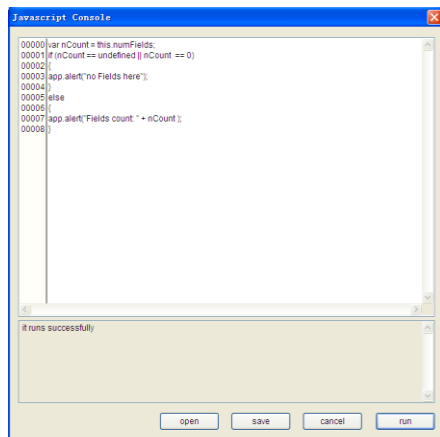 Javascript Console
00000 var nCount = this.numFields;
00001 if (nCount == undefined || nCount == 0)
00002 {
00003 app.alert("no Fields here");
00004 }
00005 else
00006 {
00007 app.alert("Fields count: " + nCount );
00008 }
it runs successfully
open save cancel run